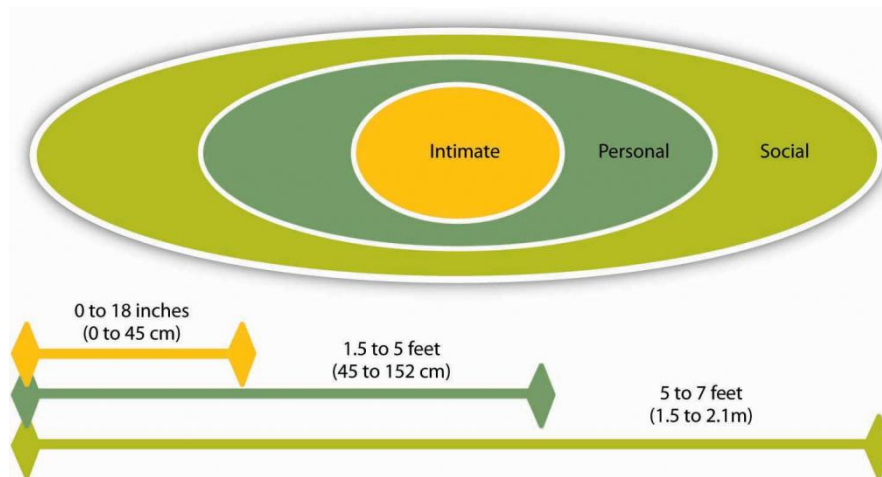 Intimate
Personal
Social
0 to 18 inches
(0 to 45 cm)
1.5 to 5 feet
(45 to 152 cm)
5 to 7 feet
(1.5 to 2.1m)